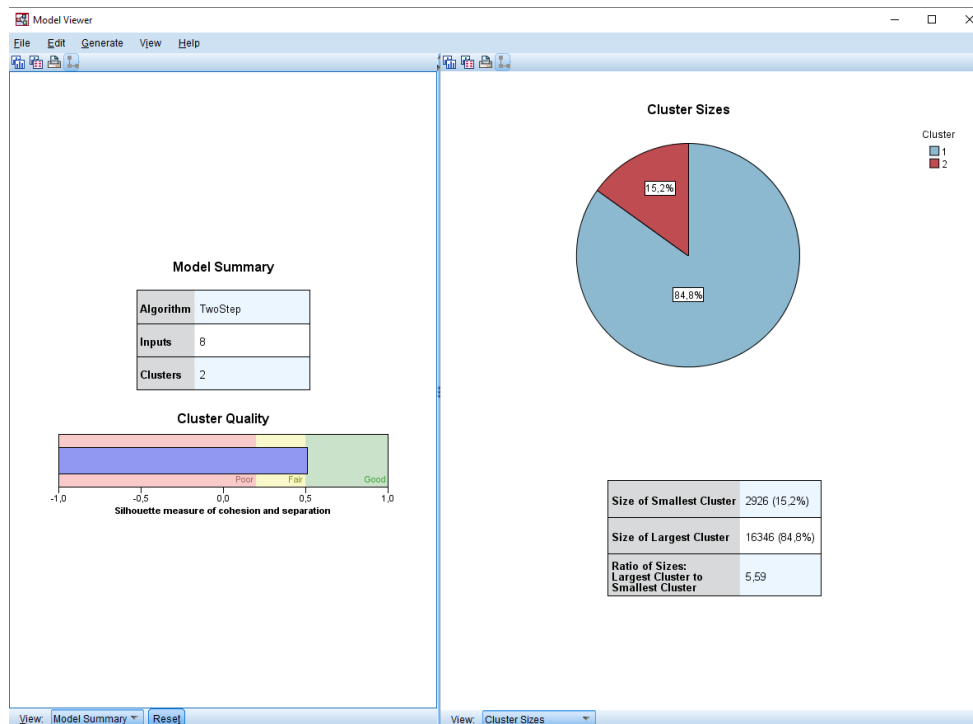 Model Viewer
File Edit Generate View Help
Model Summary
Algorithm TwoStep
Inputs 8
Clusters 2
Cluster Quality
Poor Fair Good
-1,0 -0,5 0,0 0,5 1,0
Silhouette measure of cohesion and separation
View: Model Summary Reset
Cluster Sizes
Cluster
1
2
15,2%
84,8%
Size of Smallest Cluster 2926 (15,2%)
Size of Largest Cluster 16346 (84,8%)
Ratio of Sizes:
Largest Cluster to
Smallest Cluster 5,59
View: Cluster Sizes